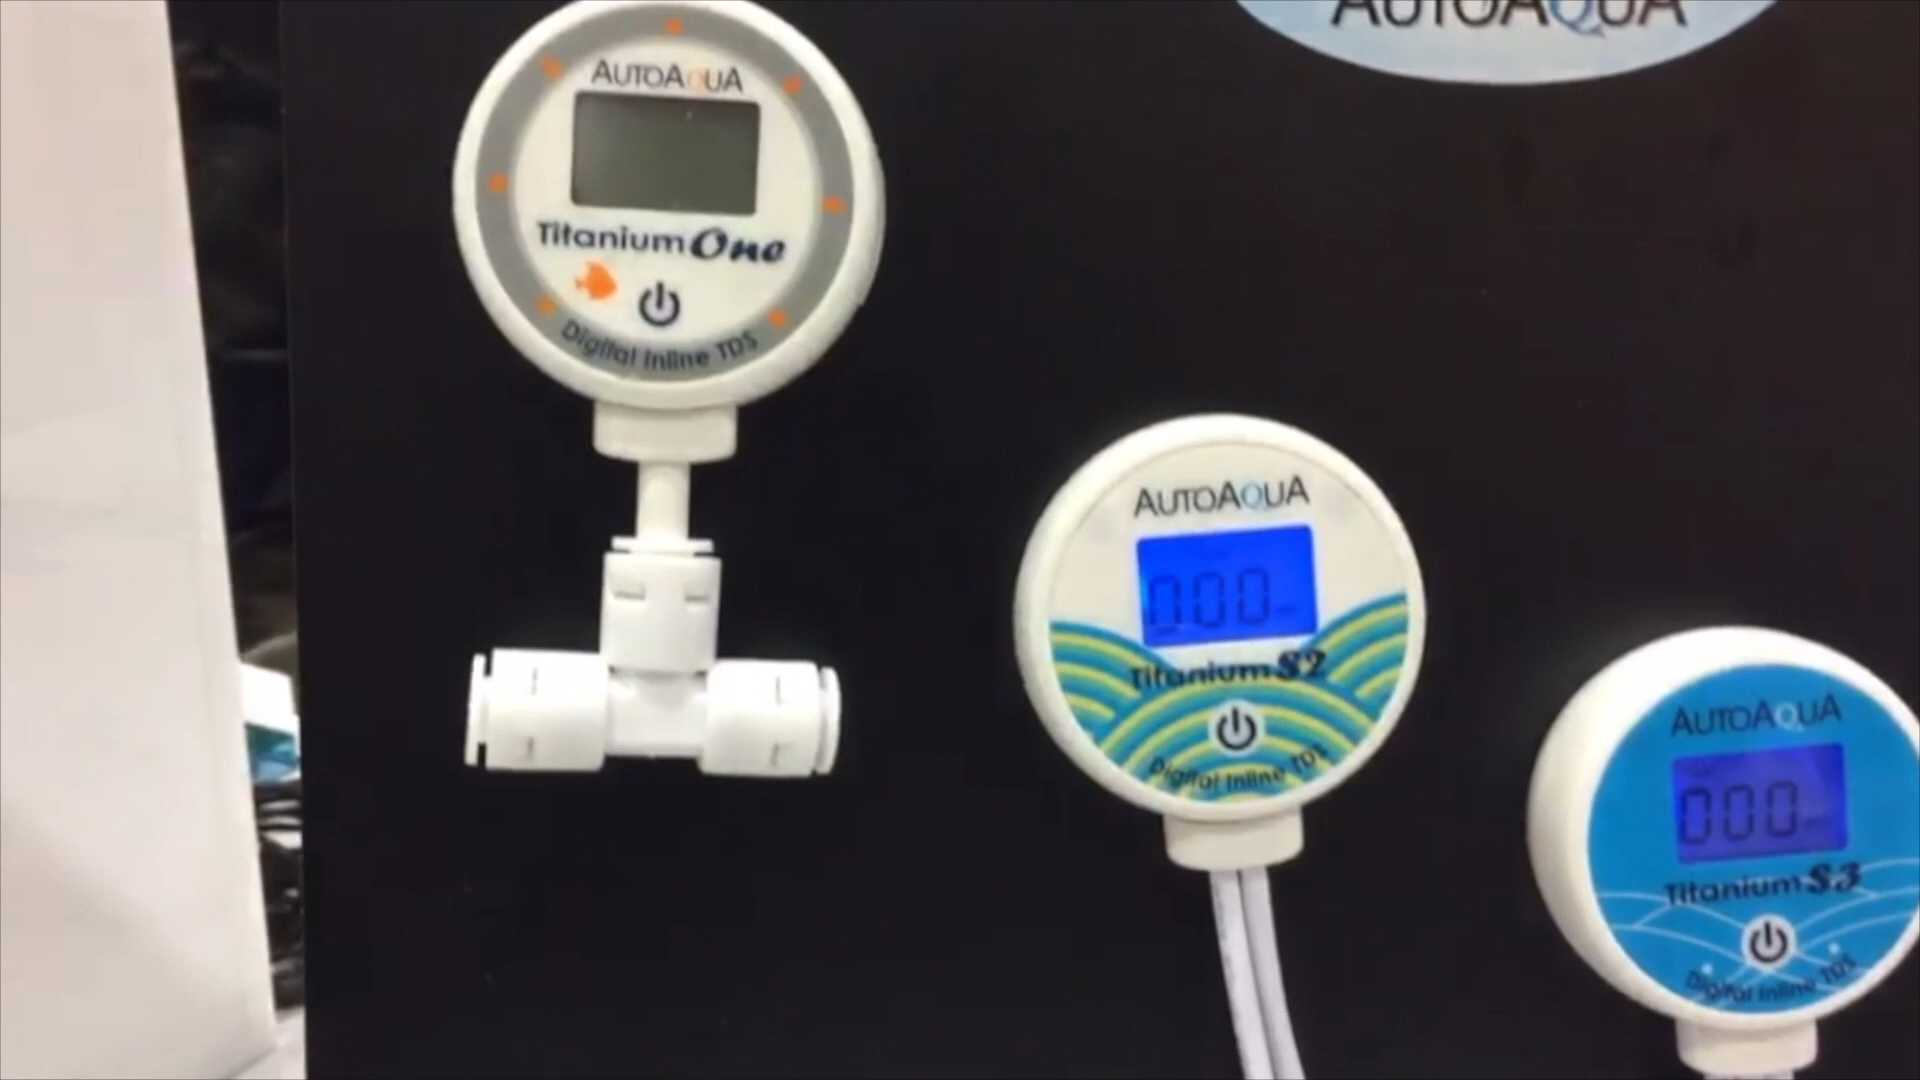 AUTOAQUA
AUTOAQUA
Titanium One
Digital Inline TDS
AUTOAQUA
000
Titanium S2
Digital Inline TDS
AUTOAQUA
000
Titanium S3
Digital Inline TDS